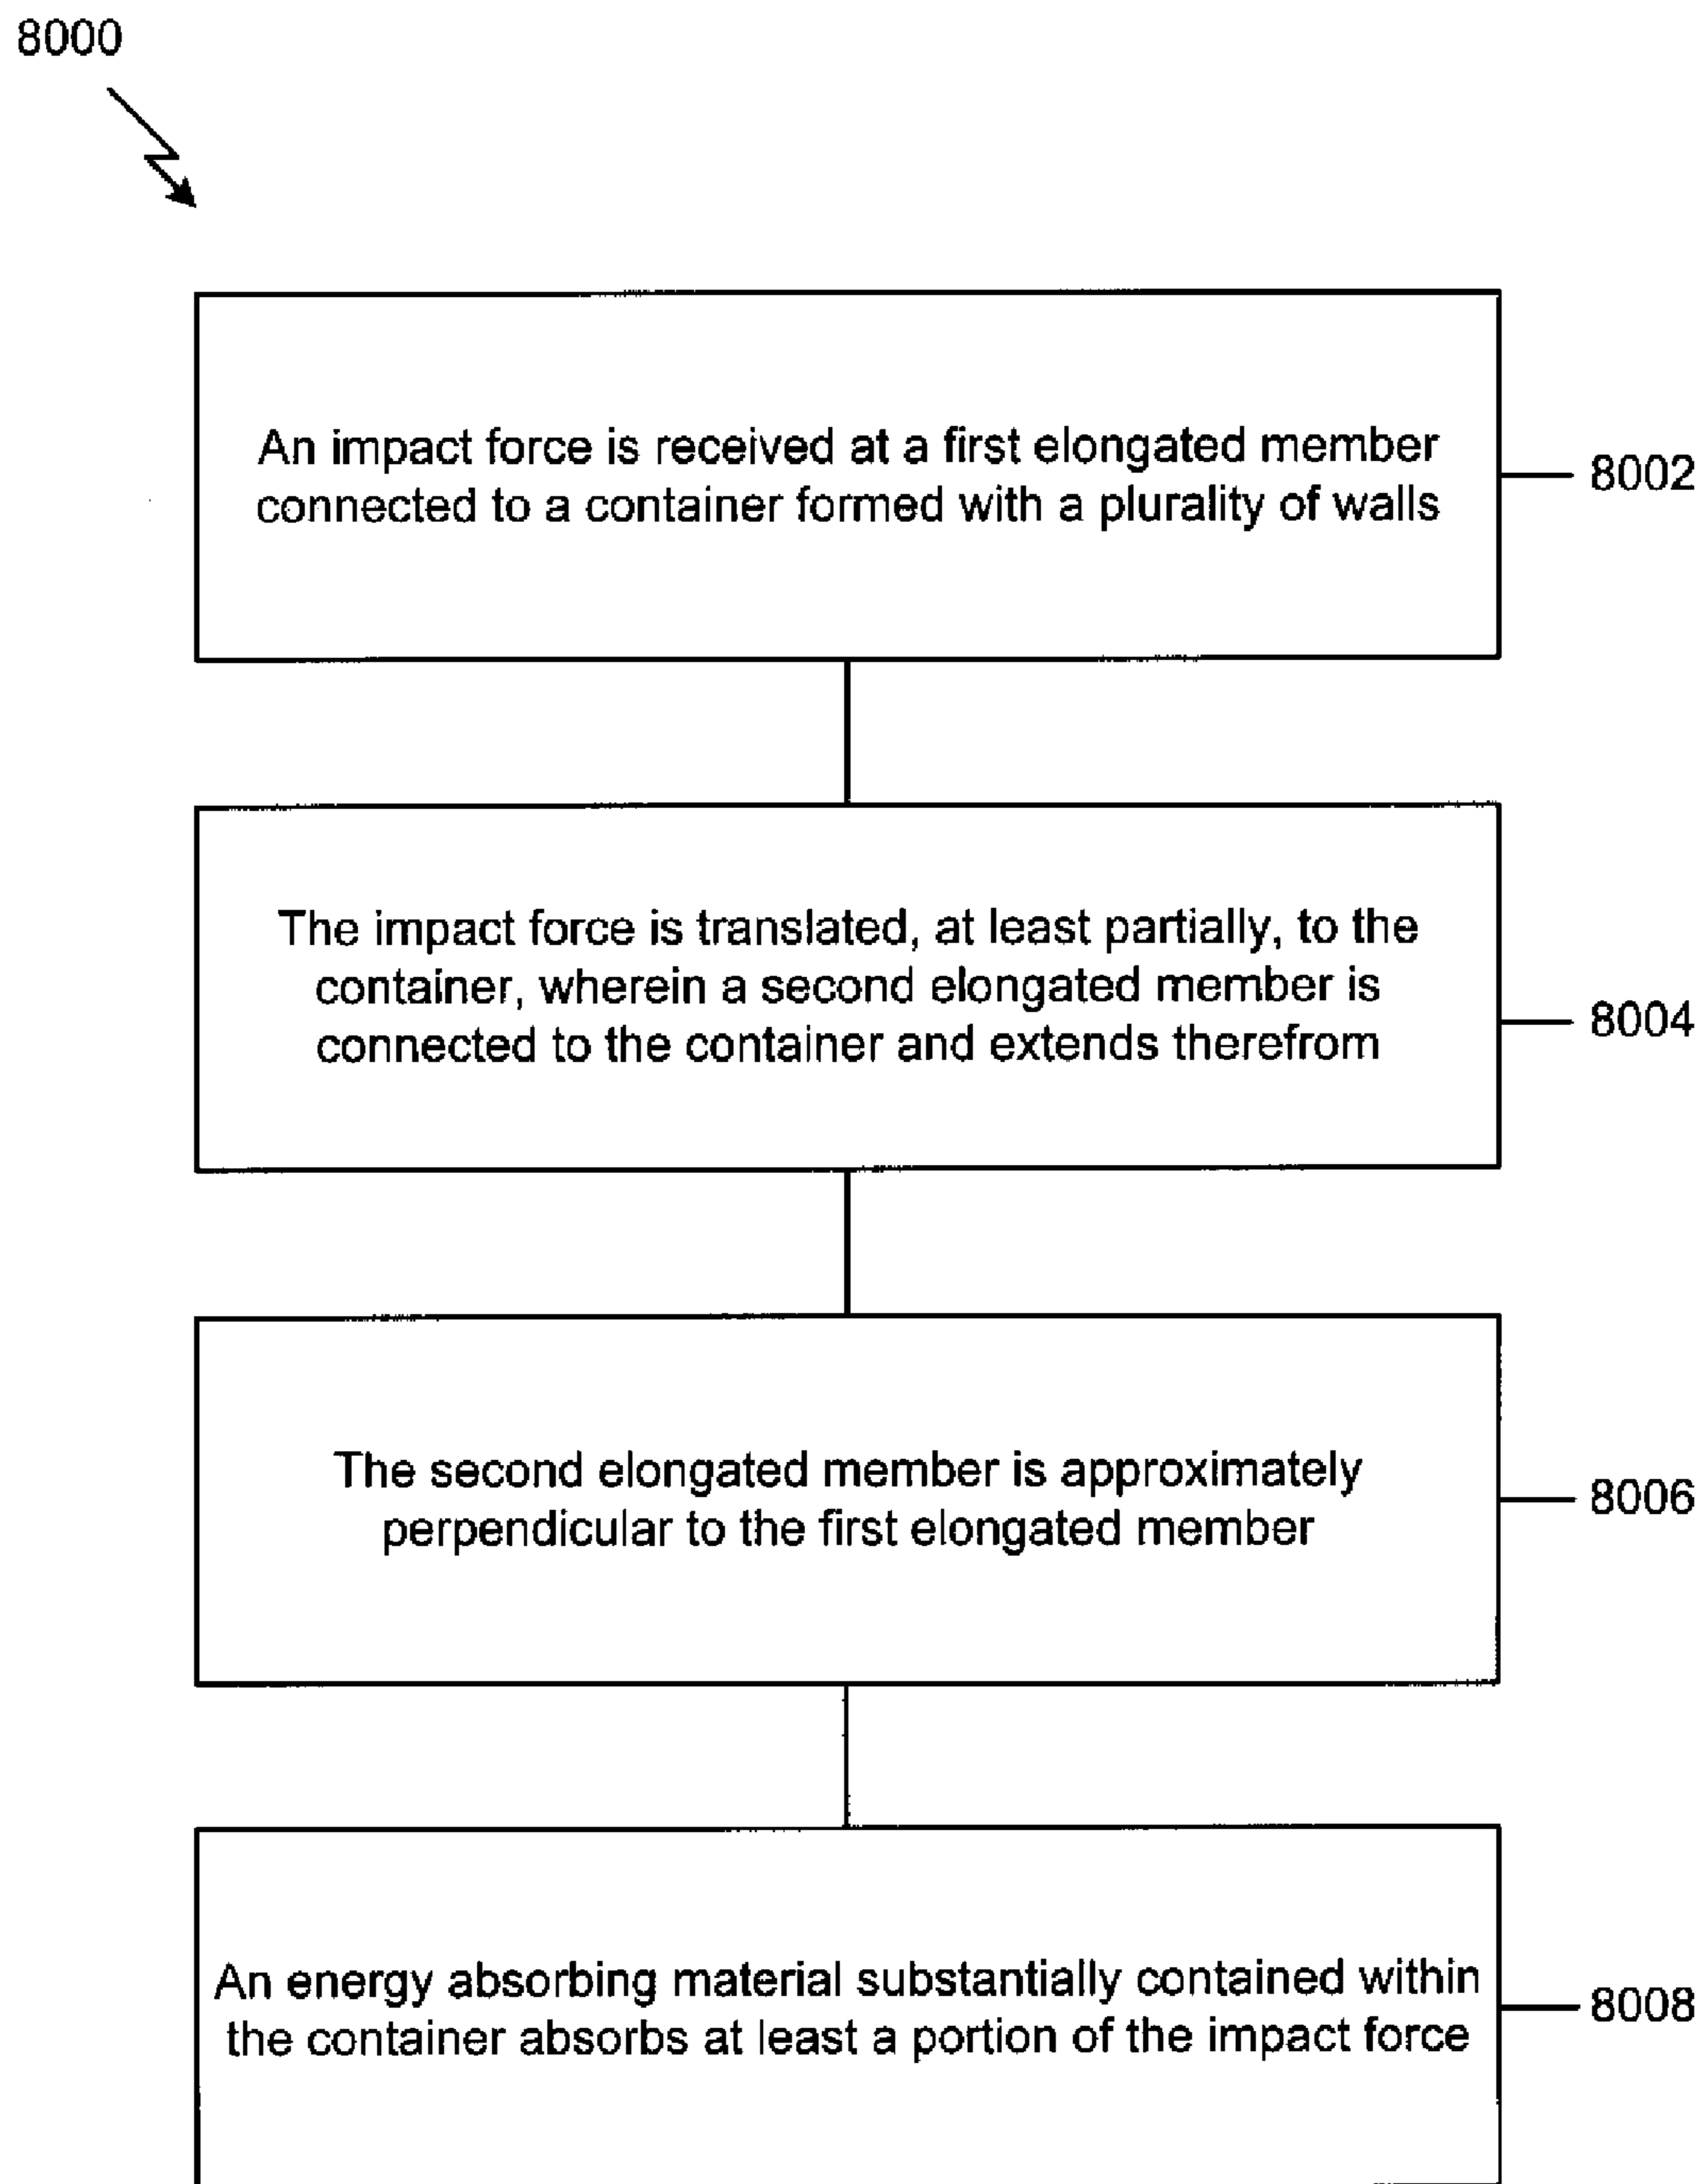 8000
An impact force is received at a first elongated member
connected to a container formed with a plurality of walls
8002
The impact force is translated, at least partially, to the
container, wherein a second elongated member is
connected to the container and extends therefrom
8004
The second elongated member is approximately
perpendicular to the first elongated member
8006
An energy absorbing material substantially contained within
the container absorbs at least a portion of the impact force
8008